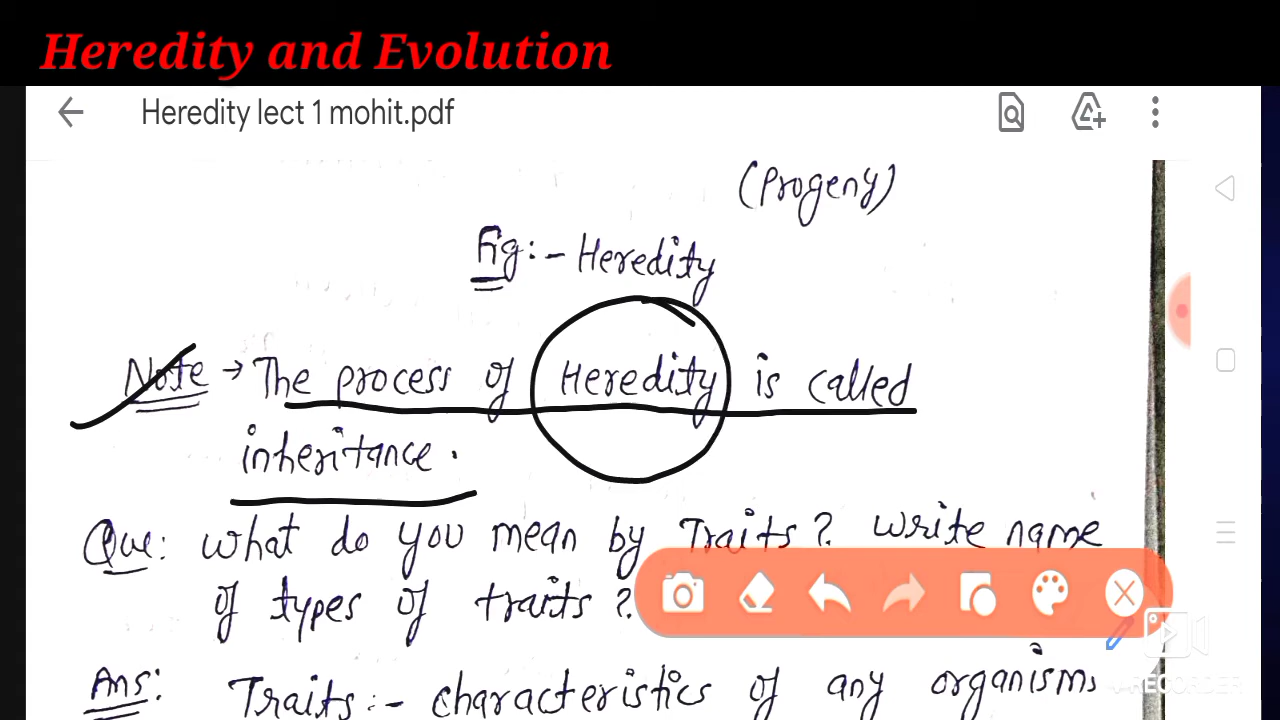 Heredity and Evolution
Heredity lect 1 mohit.pdf
(Progeny)
Fig:- Heredity
Note → The process of Heredity is called
inheritance.
Que: What do you mean by Traits? Write name
of types of traits?
Ans: Traits:- characteristics of any organisms
RECORDER